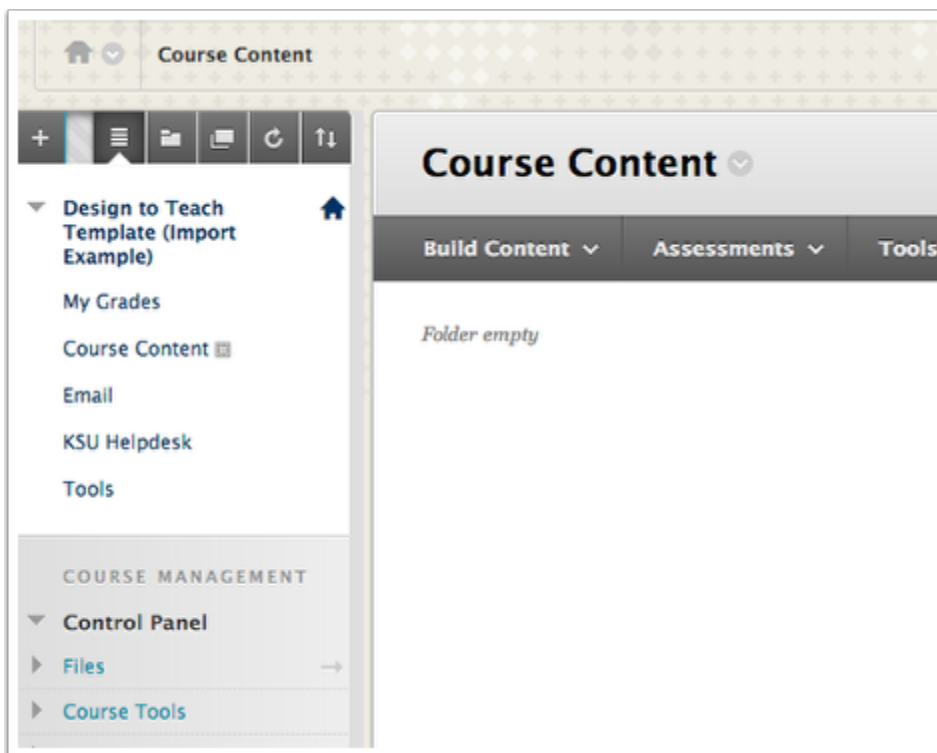 Course Content
Design to Teach
Template (Import
Example)
My Grades
Course Content
Email
KSU Helpdesk
Tools
COURSE MANAGEMENT
Control Panel
Files
Course Tools
Course Content
Build Content
Assessments
Tools
Folder empty